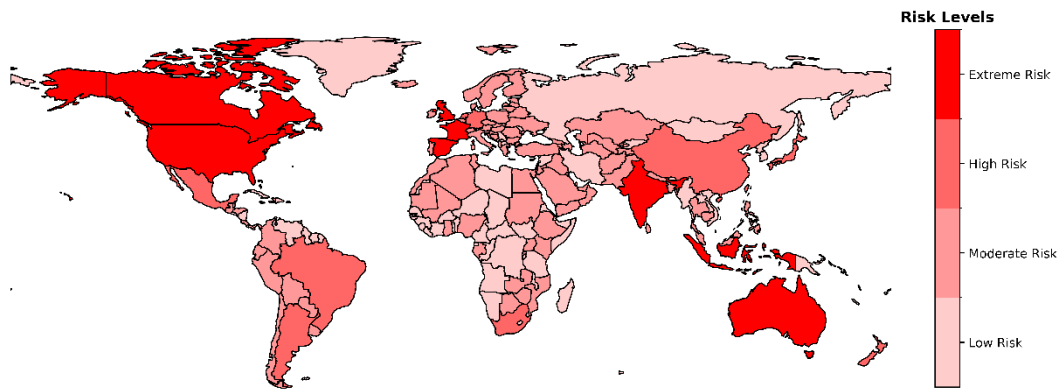 Risk Levels
Extreme Risk
High Risk
Moderate Risk
Low Risk